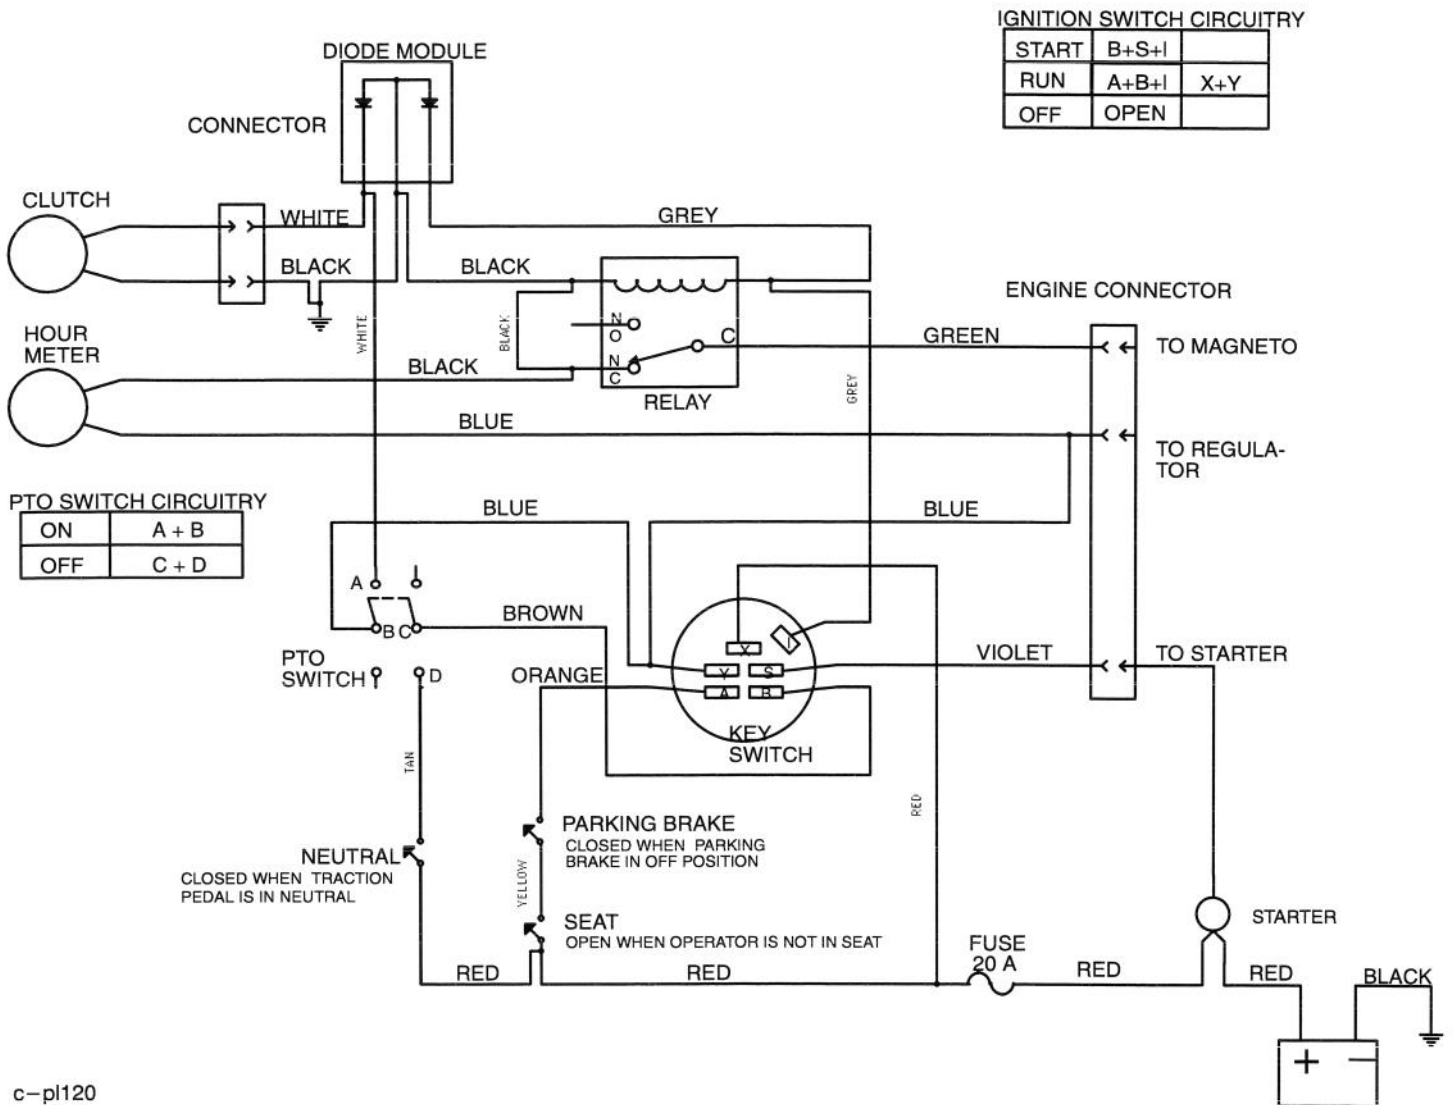 IGNITION SWITCH CIRCUITRY
START B+S+I
RUN A+B+I X+Y
OFF OPEN
DIODE MODULE
CONNECTOR
CLUTCH
WHITE
GREY
BLACK
BLACK
ENGINE CONNECTOR
HOUR
METER
WHITE
BLACK
N
O
C
GREEN
TO MAGNETO
N
C
BLACK
RELAY
GREY
BLUE
TO REGULA-
TOR
PTO SWITCH CIRCUITRY
ON A + B
OFF C + D
BLUE
BLUE
A
B C
BROWN
PTO
SWITCH
D
ORANGE
X
I
Y
S
A
B
VIOLET
TO STARTER
KEY
SWITCH
TAN
RED
PARKING BRAKE
CLOSED WHEN PARKING
BRAKE IN OFF POSITION
NEUTRAL
CLOSED WHEN TRACTION
PEDAL IS IN NEUTRAL
YELLOW
SEAT
OPEN WHEN OPERATOR IS NOT IN SEAT
STARTER
FUSE
20 A
RED
RED
RED
RED
BLACK
+
−
c-pl120